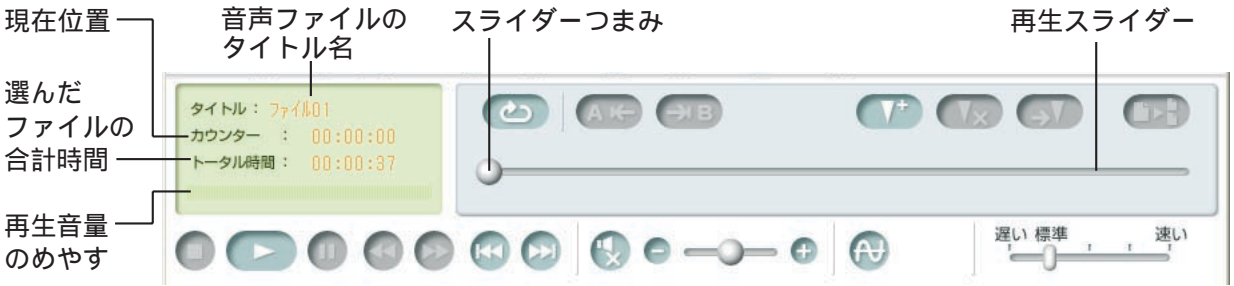 現在位置
音声ファイルの
タイトル名
スライダーつまみ
再生スライダー
選んだ
ファイルの
合計時間
再生音量
のめやす
タイトル： ファイル01
カウンター ： 00:00:00
トータル時間： 00:00:37
A
B
遅い 標準 速い